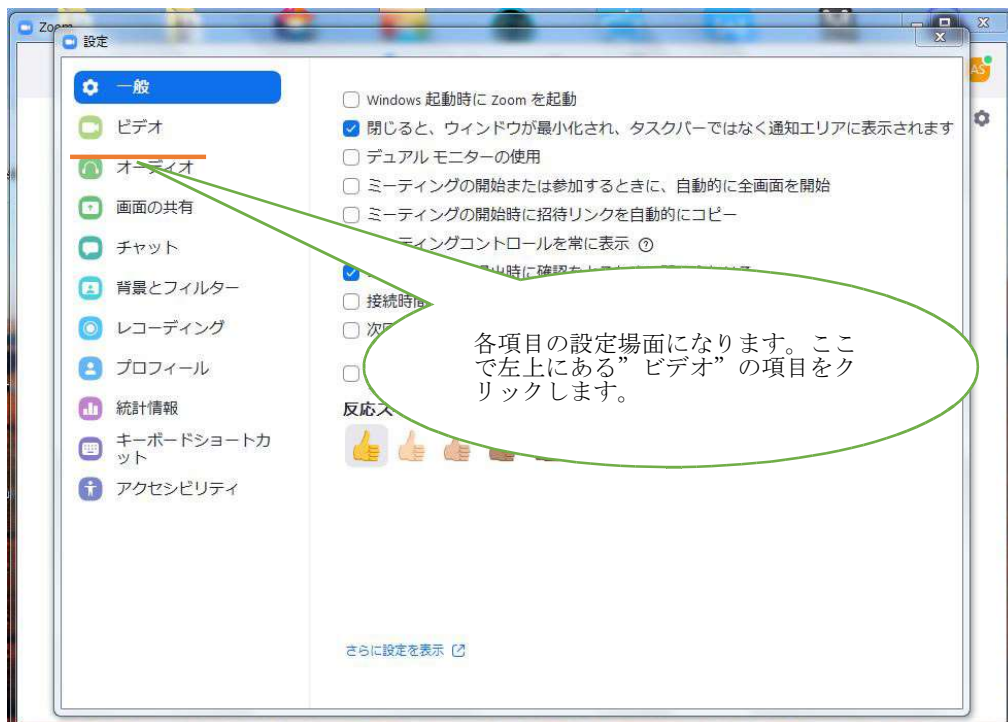 Zoom
設定
AS
一般
ビデオ
オーディオ
画面の共有
チャット
背景とフィルター
レコーディング
プロフィール
統計情報
キーボードショートカ
ット
アクセシビリティ
Windows 起動時に Zoom を起動
閉じると、ウィンドウが最小化され、タスクバーではなく通知エリアに表示されます
デュアル モニターの使用
ミーティングの開始または参加するときに、自動的に全画面を開始
ミーティングの開始時に招待リンクを自動的にコピー
ティングコントロールを常に表示
時に確認
接続時間
次
反応ス
各項目の設定場面になります。ここ
で左上にある”ビデオ”の項目をク
リックします。
さらに設定を表示